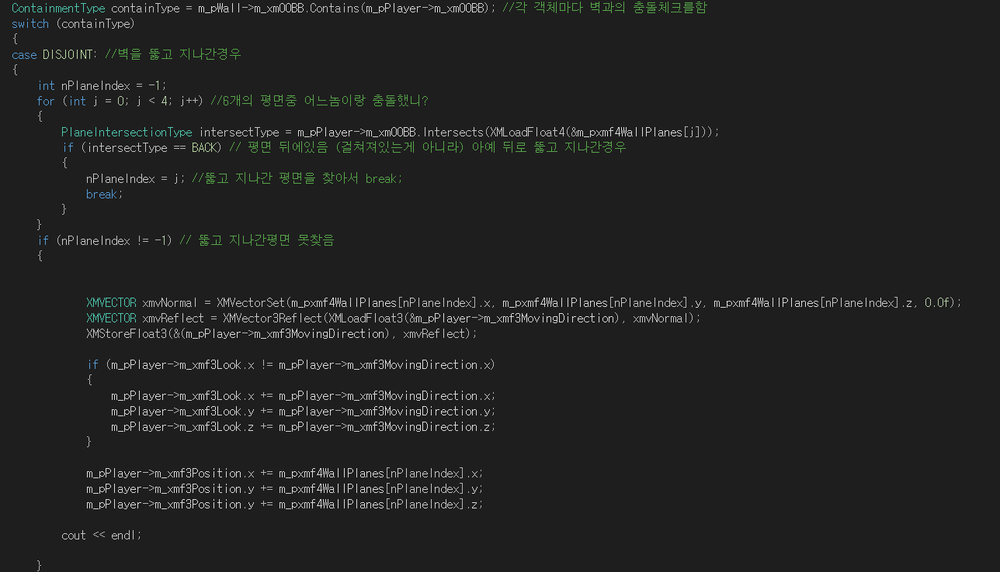 ContainmentType containType = m_pWall->m_xmOOBB.Contains(m_pPlayer->m_xmOOBB); //각 객체마다 벽과의 충돌체크를함
switch (containType)
{
case DISJOINT: //벽을 뚫고 지나간경우
{
int nPlaneIndex = -1;
for (int j = 0; j < 4; j++) //6개의 평면중 어느놈이랑 충돌했니?
{
PlaneIntersectionType intersectType = m_pPlayer->m_xmOOBB.Intersects(XMLoadFloat4(&m_pxmf4WallPlanes[j]));
if (intersectType == BACK) // 평면 뒤에있음 (걸쳐져있는게 아니라) 아예 뒤로 뚫고 지나간경우
{
nPlaneIndex = j; //뚫고 지나간 평면을 찾아서 break;
break;
}
}
if (nPlaneIndex != -1) // 뚫고 지나간평면 못찾음
{
XMVECTOR xmvNormal = XMVectorSet(m_pxmf4WallPlanes[nPlaneIndex].x, m_pxmf4WallPlanes[nPlaneIndex].y, m_pxmf4WallPlanes[nPlaneIndex].z, 0.0f);
XMVECTOR xmvReflect = XMVector3Reflect(XMLoadFloat3(&m_pPlayer->m_xmf3MovingDirection), xmvNormal);
XMStoreFloat3(&(m_pPlayer->m_xmf3MovingDirection), xmvReflect);
if (m_pPlayer->m_xmf3Look.x != m_pPlayer->m_xmf3MovingDirection.x)
{
m_pPlayer->m_xmf3Look.x += m_pPlayer->m_xmf3MovingDirection.x;
m_pPlayer->m_xmf3Look.y += m_pPlayer->m_xmf3MovingDirection.y;
m_pPlayer->m_xmf3Look.z += m_pPlayer->m_xmf3MovingDirection.z;
}
m_pPlayer->m_xmf3Position.x += m_pxmf4WallPlanes[nPlaneIndex].x;
m_pPlayer->m_xmf3Position.y += m_pxmf4WallPlanes[nPlaneIndex].y;
m_pPlayer->m_xmf3Position.y += m_pxmf4WallPlanes[nPlaneIndex].z;
cout << endl;
}